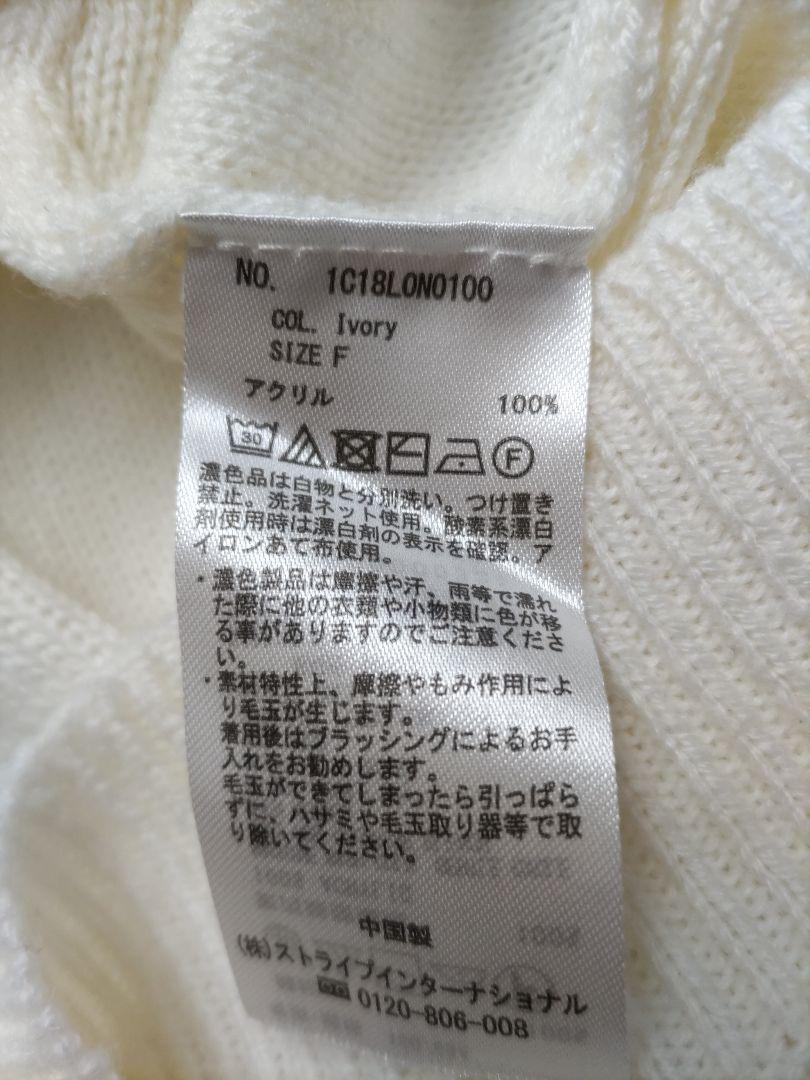 NO. 1C18L0N0100
COL. Ivory
SIZE F
アクリル 100%
30 F
濃色品は白物と分別洗い。つけ置き
禁止。洗濯ネット使用。酸素系漂白
剤使用時は漂白剤の表示を確認。ア
イロンあて布使用。
・濃色製品は摩擦や汗、雨等で濡れ
た際に他の衣類や小物類に色が移
る事がありますのでご注意くださ
い。
・素材特性上、摩擦やもみ作用によ
り毛玉が生じます。
着用後はブラッシングによるお手
入れをお勧めします。
毛玉ができてしまったら引っぱら
ずに、ハサミや毛玉取り器等で取
り除いてください。
中国製
(株)ストライプインターナショナル
0120-806-008